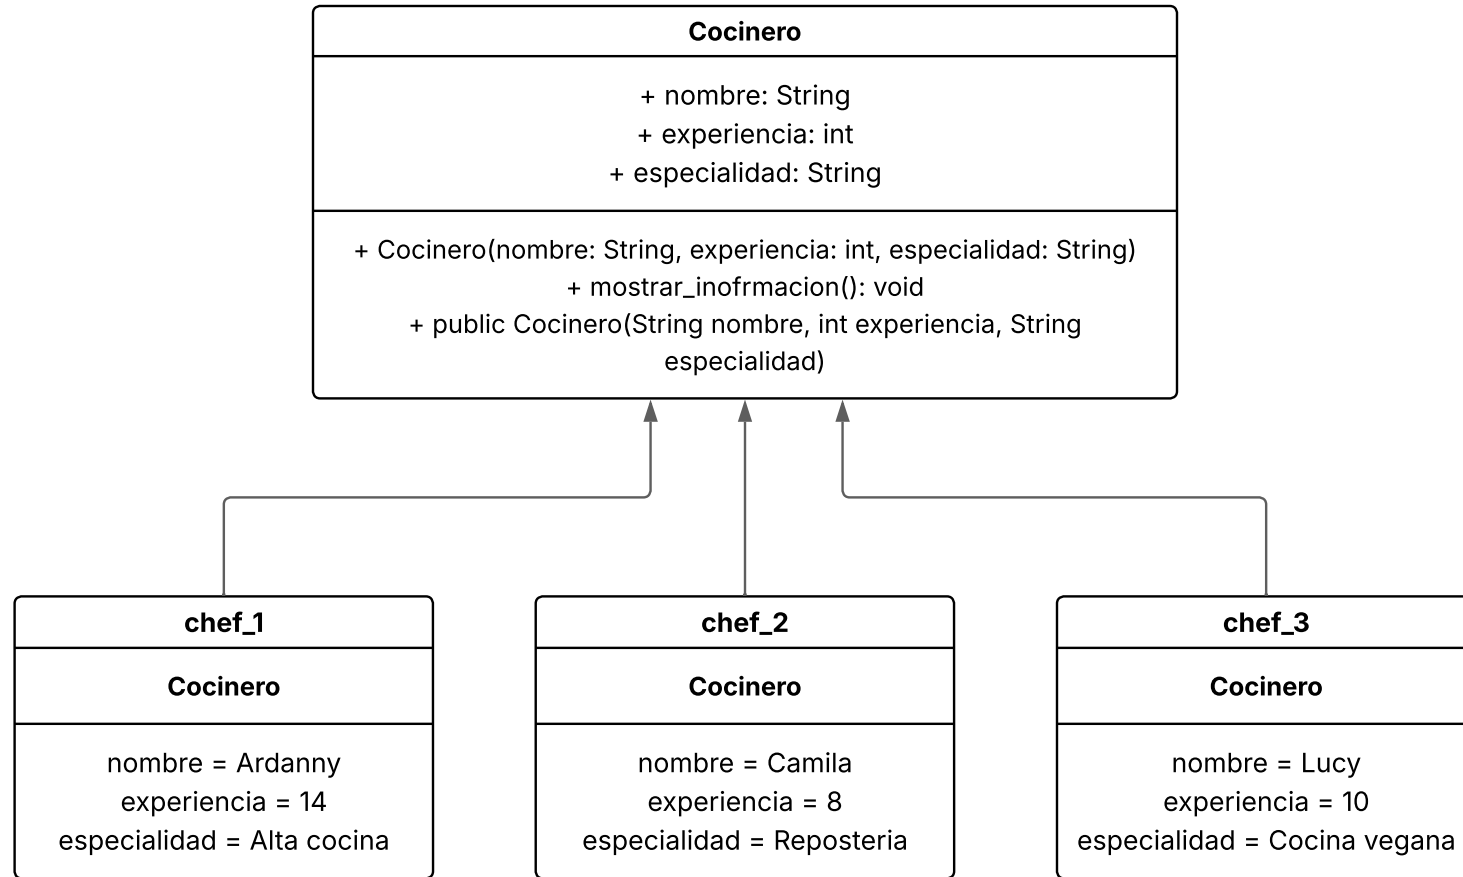 Cocinero
+ nombre: String
+ experiencia: int
+ especialidad: String
+ Cocinero(nombre: String, experiencia: int, especialidad: String)
+ mostrar_inofrmacion(): void
+ public Cocinero(String nombre, int experiencia, String
especialidad)
chef_1
Cocinero
nombre = Ardanny
experiencia = 14
especialidad = Alta cocina
chef_2
Cocinero
nombre = Camila
experiencia = 8
especialidad = Reposteria
chef_3
Cocinero
nombre = Lucy
experiencia = 10
especialidad = Cocina vegana